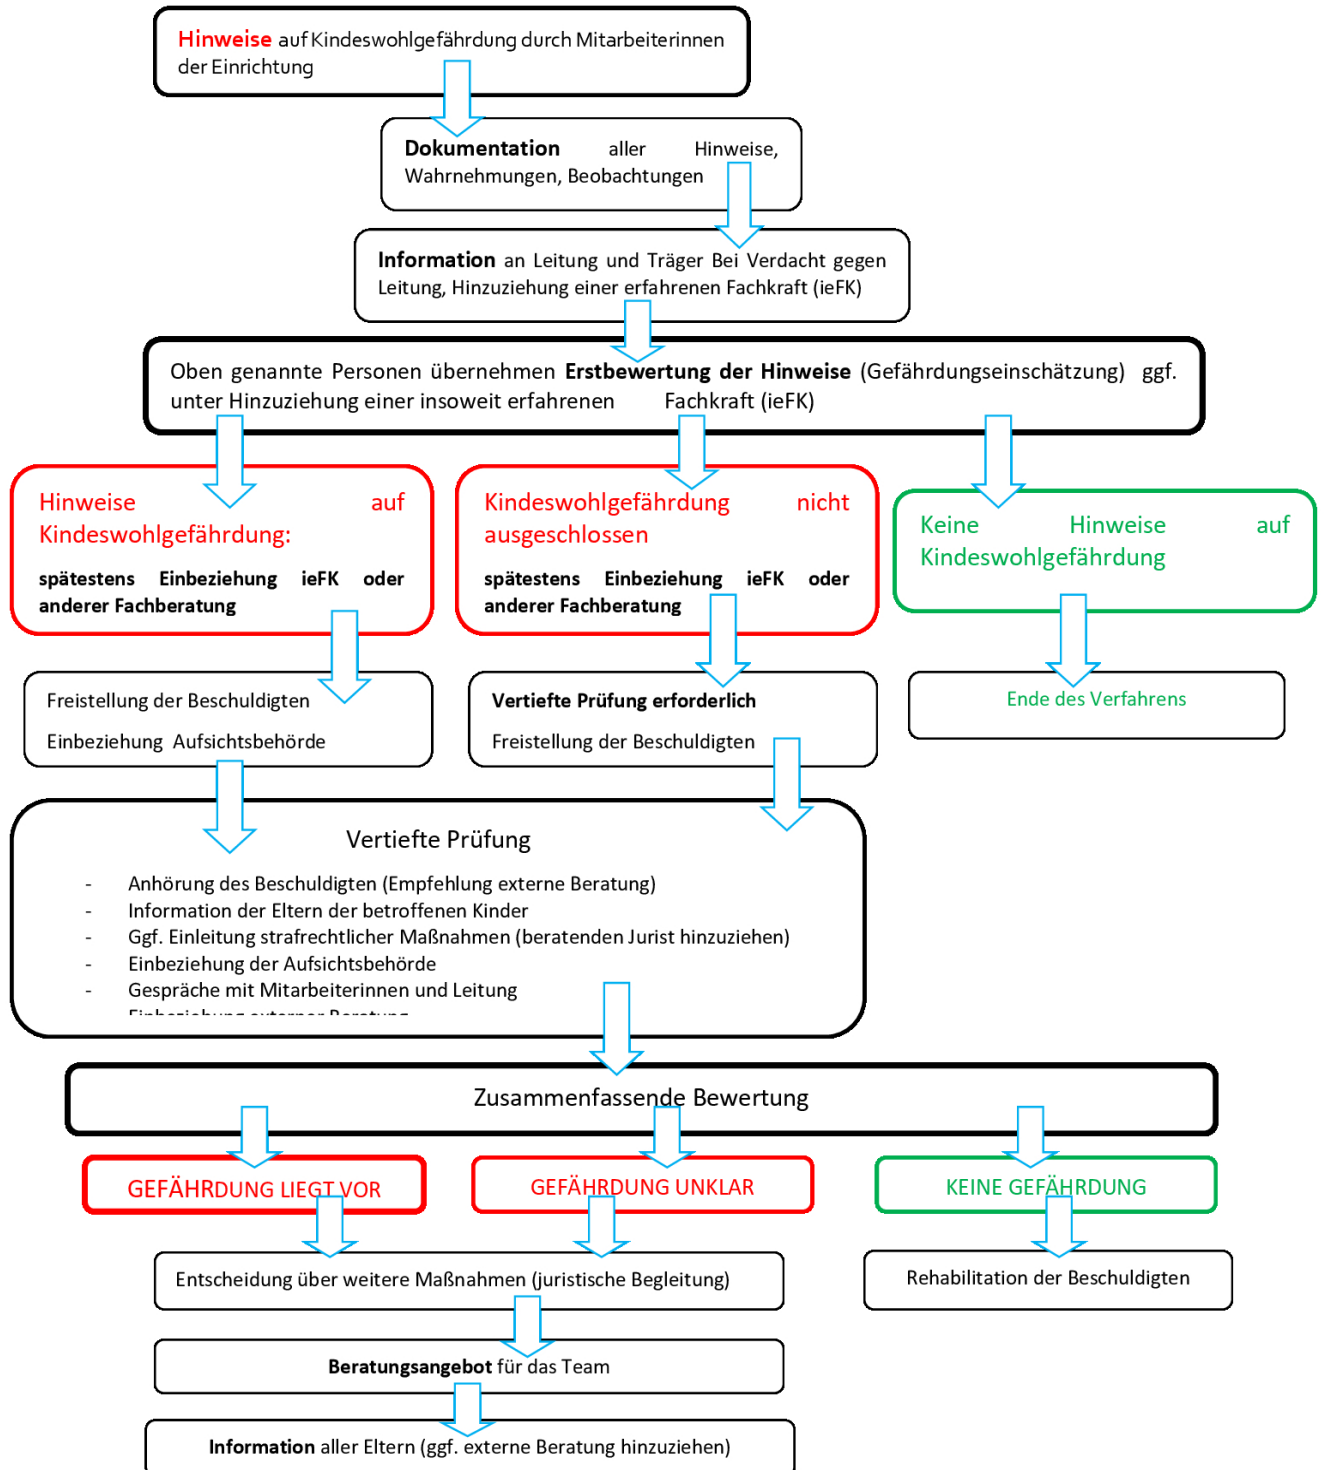 Hinweise auf Kindeswohlgefährdung durch Mitarbeiterinnen
der Einrichtung
Dokumentation aller Hinweise,
Wahrnehmungen, Beobachtungen
Information an Leitung und Träger Bei Verdacht gegen
Leitung, Hinzuziehung einer erfahrenen Fachkraft (ieFK)
Oben genannte Personen übernehmen Erstbewertung der Hinweise (Gefährdungseinschätzung) ggf.
unter Hinzuziehung einer insoweit erfahrenen Fachkraft (ieFK)
Hinweise auf
Kindeswohlgefährdung:
spätestens Einbeziehung ieFK oder
anderer Fachberatung
Kindeswohlgefährdung nicht
ausgeschlossen
spätestens Einbeziehung ieFK oder
anderer Fachberatung
Keine Hinweise auf
Kindeswohlgefährdung
Freistellung der Beschuldigten
Einbeziehung Aufsichtsbehörde
Vertiefte Prüfung erforderlich
Freistellung der Beschuldigten
Ende des Verfahrens
Vertiefte Prüfung
- Anhörung des Beschuldigten (Empfehlung externe Beratung)
- Information der Eltern der betroffenen Kinder
- Ggf. Einleitung strafrechtlicher Maßnahmen (beratenden Jurist hinzuziehen)
- Einbeziehung der Aufsichtsbehörde
- Gespräche mit Mitarbeiterinnen und Leitung
Einbeziehung externer Beratung
Zusammenfassende Bewertung
GEFÄHRDUNG LIEGT VOR
GEFÄHRDUNG UNKLAR
KEINE GEFÄHRDUNG
Entscheidung über weitere Maßnahmen (juristische Begleitung)
Rehabilitation der Beschuldigten
Beratungsangebot für das Team
Information aller Eltern (ggf. externe Beratung hinzuziehen)